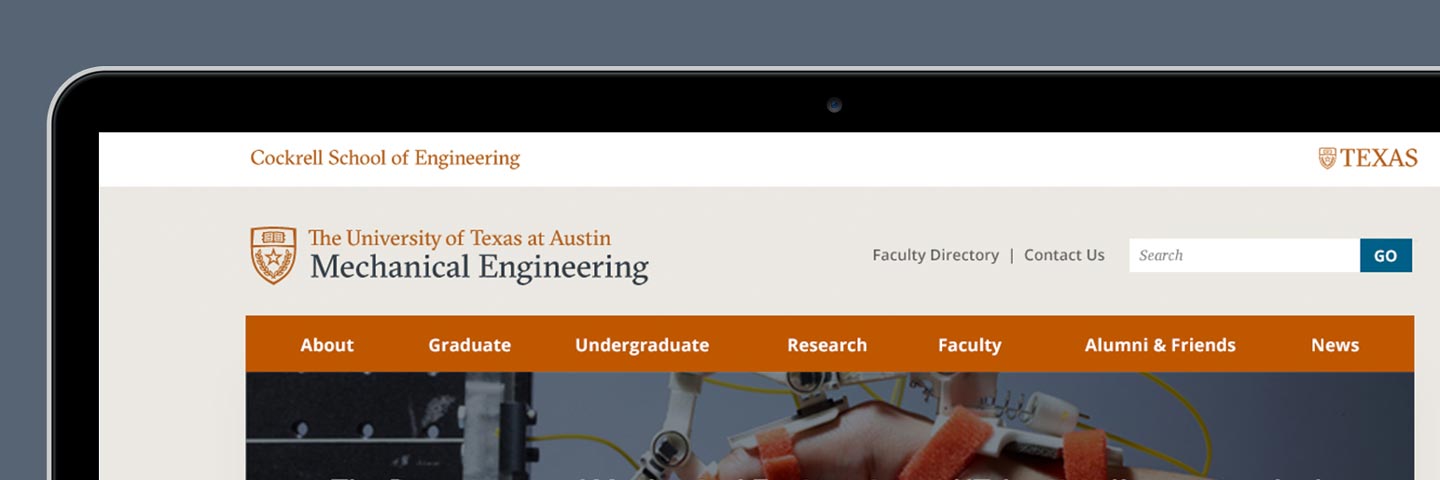 Cockrell School of Engineering
TEXAS
The University of Texas at Austin
Mechanical Engineering
Faculty Directory | Contact Us
Search
GO
About Graduate Undergraduate Research Faculty Alumni & Friends News